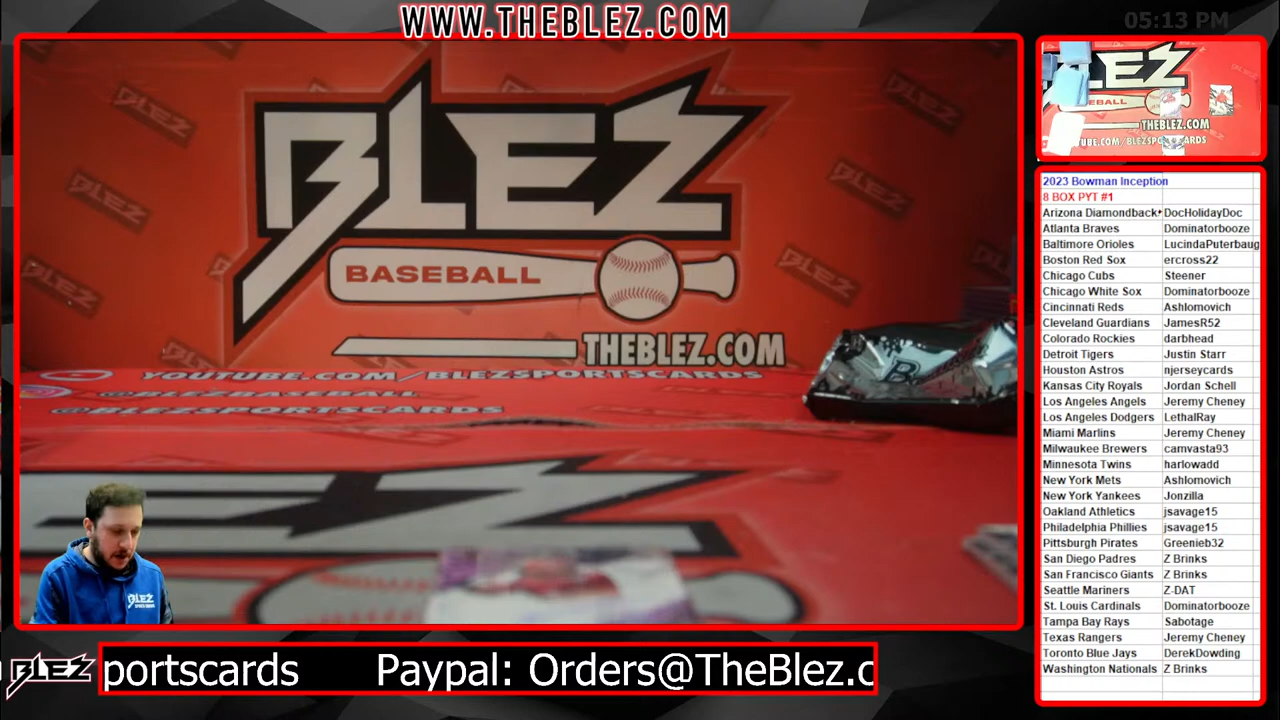 WWW.THEBLEZ.COM
05:13 PM
BLEZ
BASEBALL
THEBLEZ.COM
YOUTUBE.COM/BLEZSPORTSCARDS
@BLEZBASEBALL
@BLEZSPORTSCARDS
2023 Bowman Inception
8 BOX PYT #1
Arizona Diamondback DocHolidayDoc
Atlanta Braves Dominatorbooze
Baltimore Orioles LucindaPuterbaug
Boston Red Sox ercross22
Chicago Cubs Steener
Chicago White Sox Dominatorbooze
Cincinnati Reds Ashlomovich
Cleveland Guardians JamesR52
Colorado Rockies darbhead
Detroit Tigers Justin Starr
Houston Astros njerseycards
Kansas City Royals Jordan Schell
Los Angeles Angels Jeremy Cheney
Los Angeles Dodgers LethalRay
Miami Marlins Jeremy Cheney
Milwaukee Brewers camvasta93
Minnesota Twins harlowadd
New York Mets Ashlomovich
New York Yankees Jonzilla
Oakland Athletics jsavage15
Philadelphia Phillies jsavage15
Pittsburgh Pirates Greenieb32
San Diego Padres Z Brinks
San Francisco Giants Z Brinks
Seattle Mariners Z-DAT
St. Louis Cardinals Dominatorbooze
Tampa Bay Rays Sabotage
Texas Rangers Jeremy Cheney
Toronto Blue Jays DerekDowding
Washington Nationals Z Brinks
BLEZ
portscards Paypal: Orders@TheBlez.c